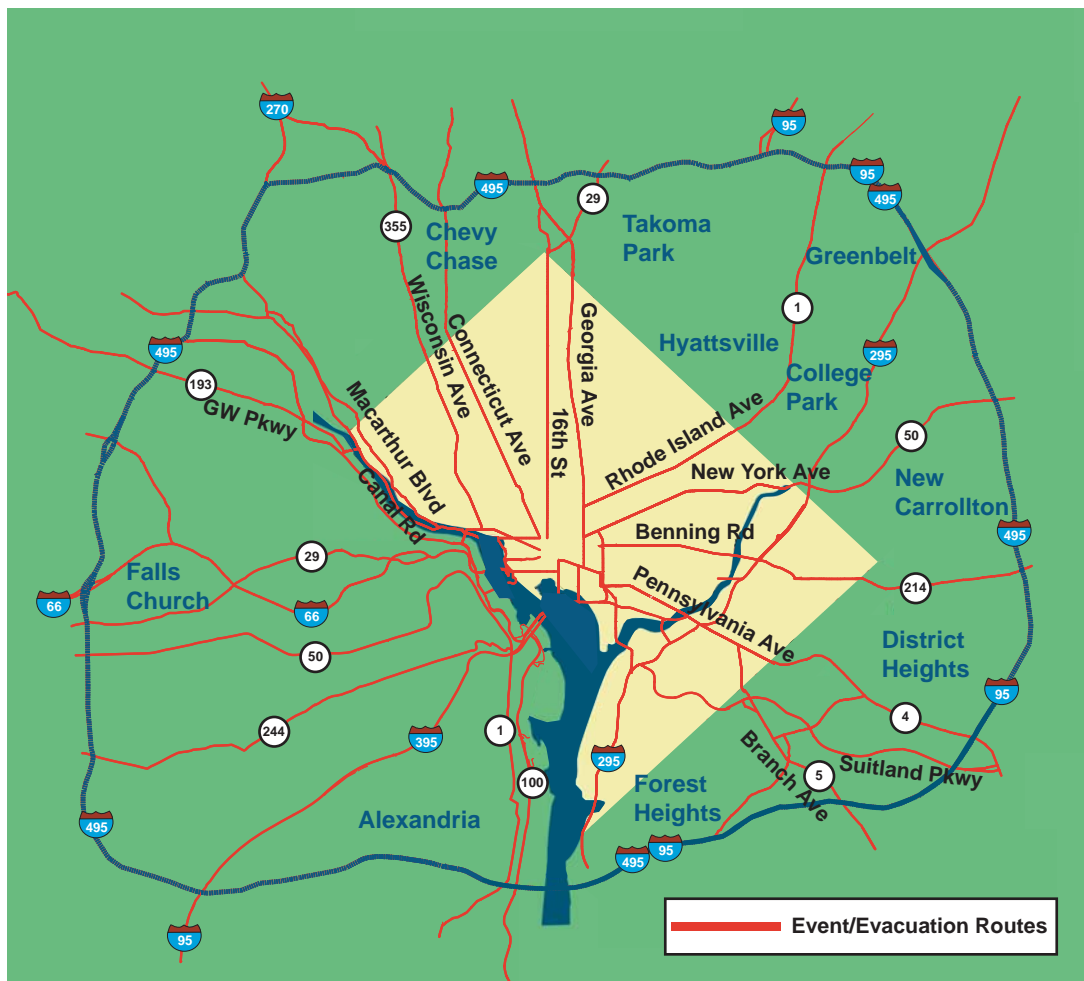 270
95
95
495
495
29
355
Chevy
Chase
Takoma
Park
Greenbelt
1
Wisconsin Ave
Connecticut Ave
Georgia Ave
16th St
Hyattsville
295
College
Park
495
193
GW Pkwy
Macarthur Blvd
Canal Rd
Rhode Island Ave
New York Ave
50
New
Carrollton
Benning Rd
495
29
Falls
Church
66
66
Pennsylvania Ave
214
50
District
Heights
95
244
395
1
100
295
4
Branch Ave
5
Suitland Pkwy
Forest
Heights
Alexandria
495
495
95
95
Event/Evacuation Routes